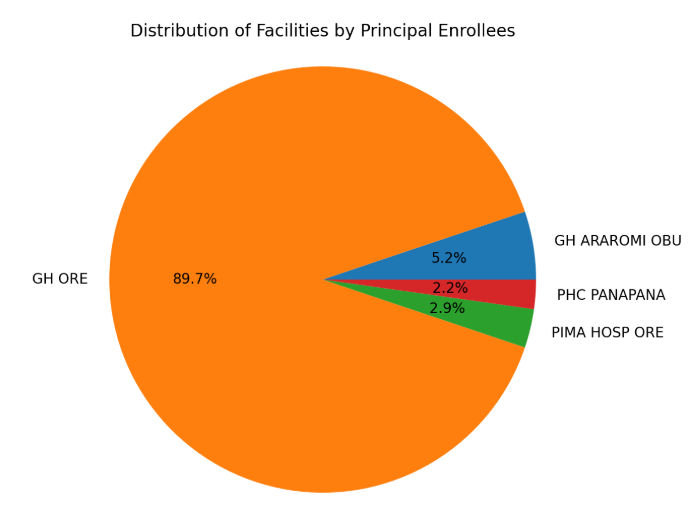 Distribution of Facilities by Principal Enrollees
GH ARAROMI OBU
5.2%
GH ORE
89.7%
2.2%
PHC PANAPANA
2.9%
PIMA HOSP ORE